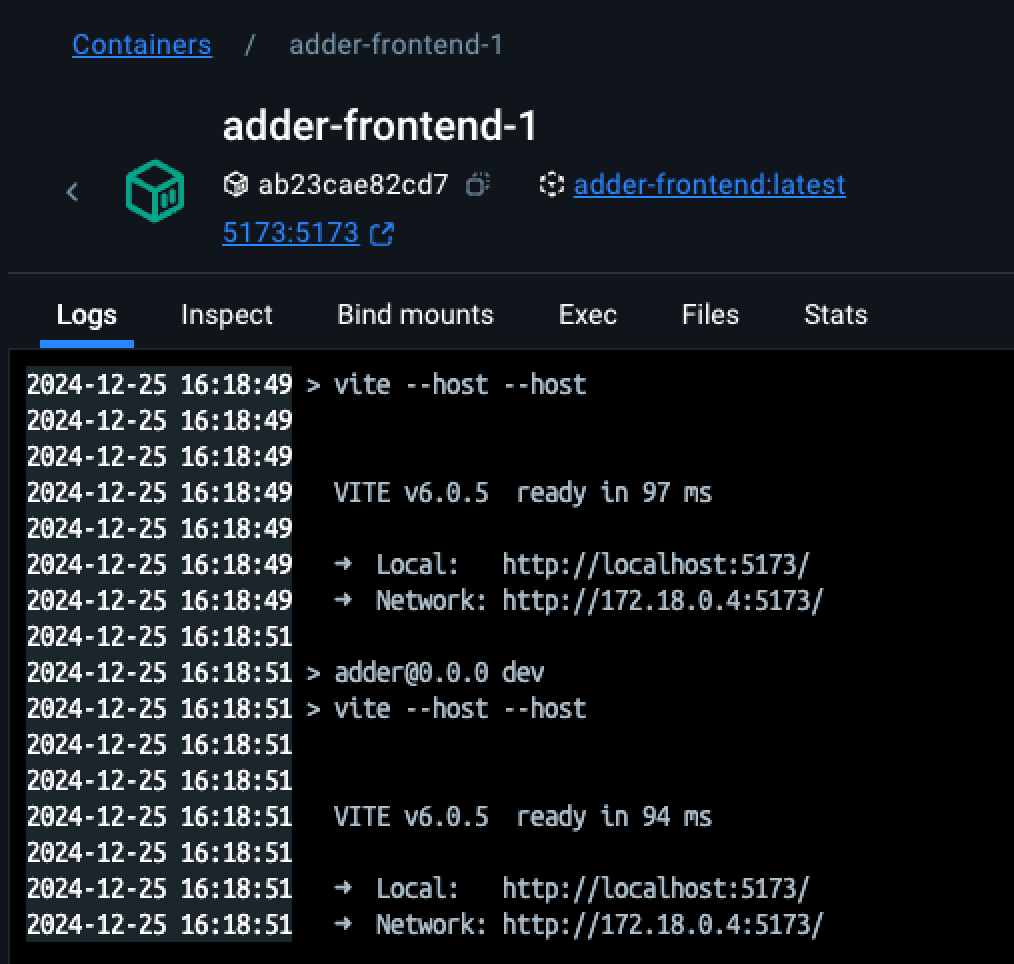 Containers / adder-frontend-1
adder-frontend-1
ab23cae82cd7 adder-frontend:latest
5173:5173
Logs Inspect Bind mounts Exec Files Stats
2024-12-25 16:18:49 > vite --host --host
2024-12-25 16:18:49
2024-12-25 16:18:49
2024-12-25 16:18:49 VITE v6.0.5 ready in 97 ms
2024-12-25 16:18:49
2024-12-25 16:18:49 ➜ Local: http://localhost:5173/
2024-12-25 16:18:49 ➜ Network: http://172.18.0.4:5173/
2024-12-25 16:18:51
2024-12-25 16:18:51 > adder@0.0.0 dev
2024-12-25 16:18:51 > vite --host --host
2024-12-25 16:18:51
2024-12-25 16:18:51
2024-12-25 16:18:51 VITE v6.0.5 ready in 94 ms
2024-12-25 16:18:51
2024-12-25 16:18:51 ➜ Local: http://localhost:5173/
2024-12-25 16:18:51 ➜ Network: http://172.18.0.4:5173/